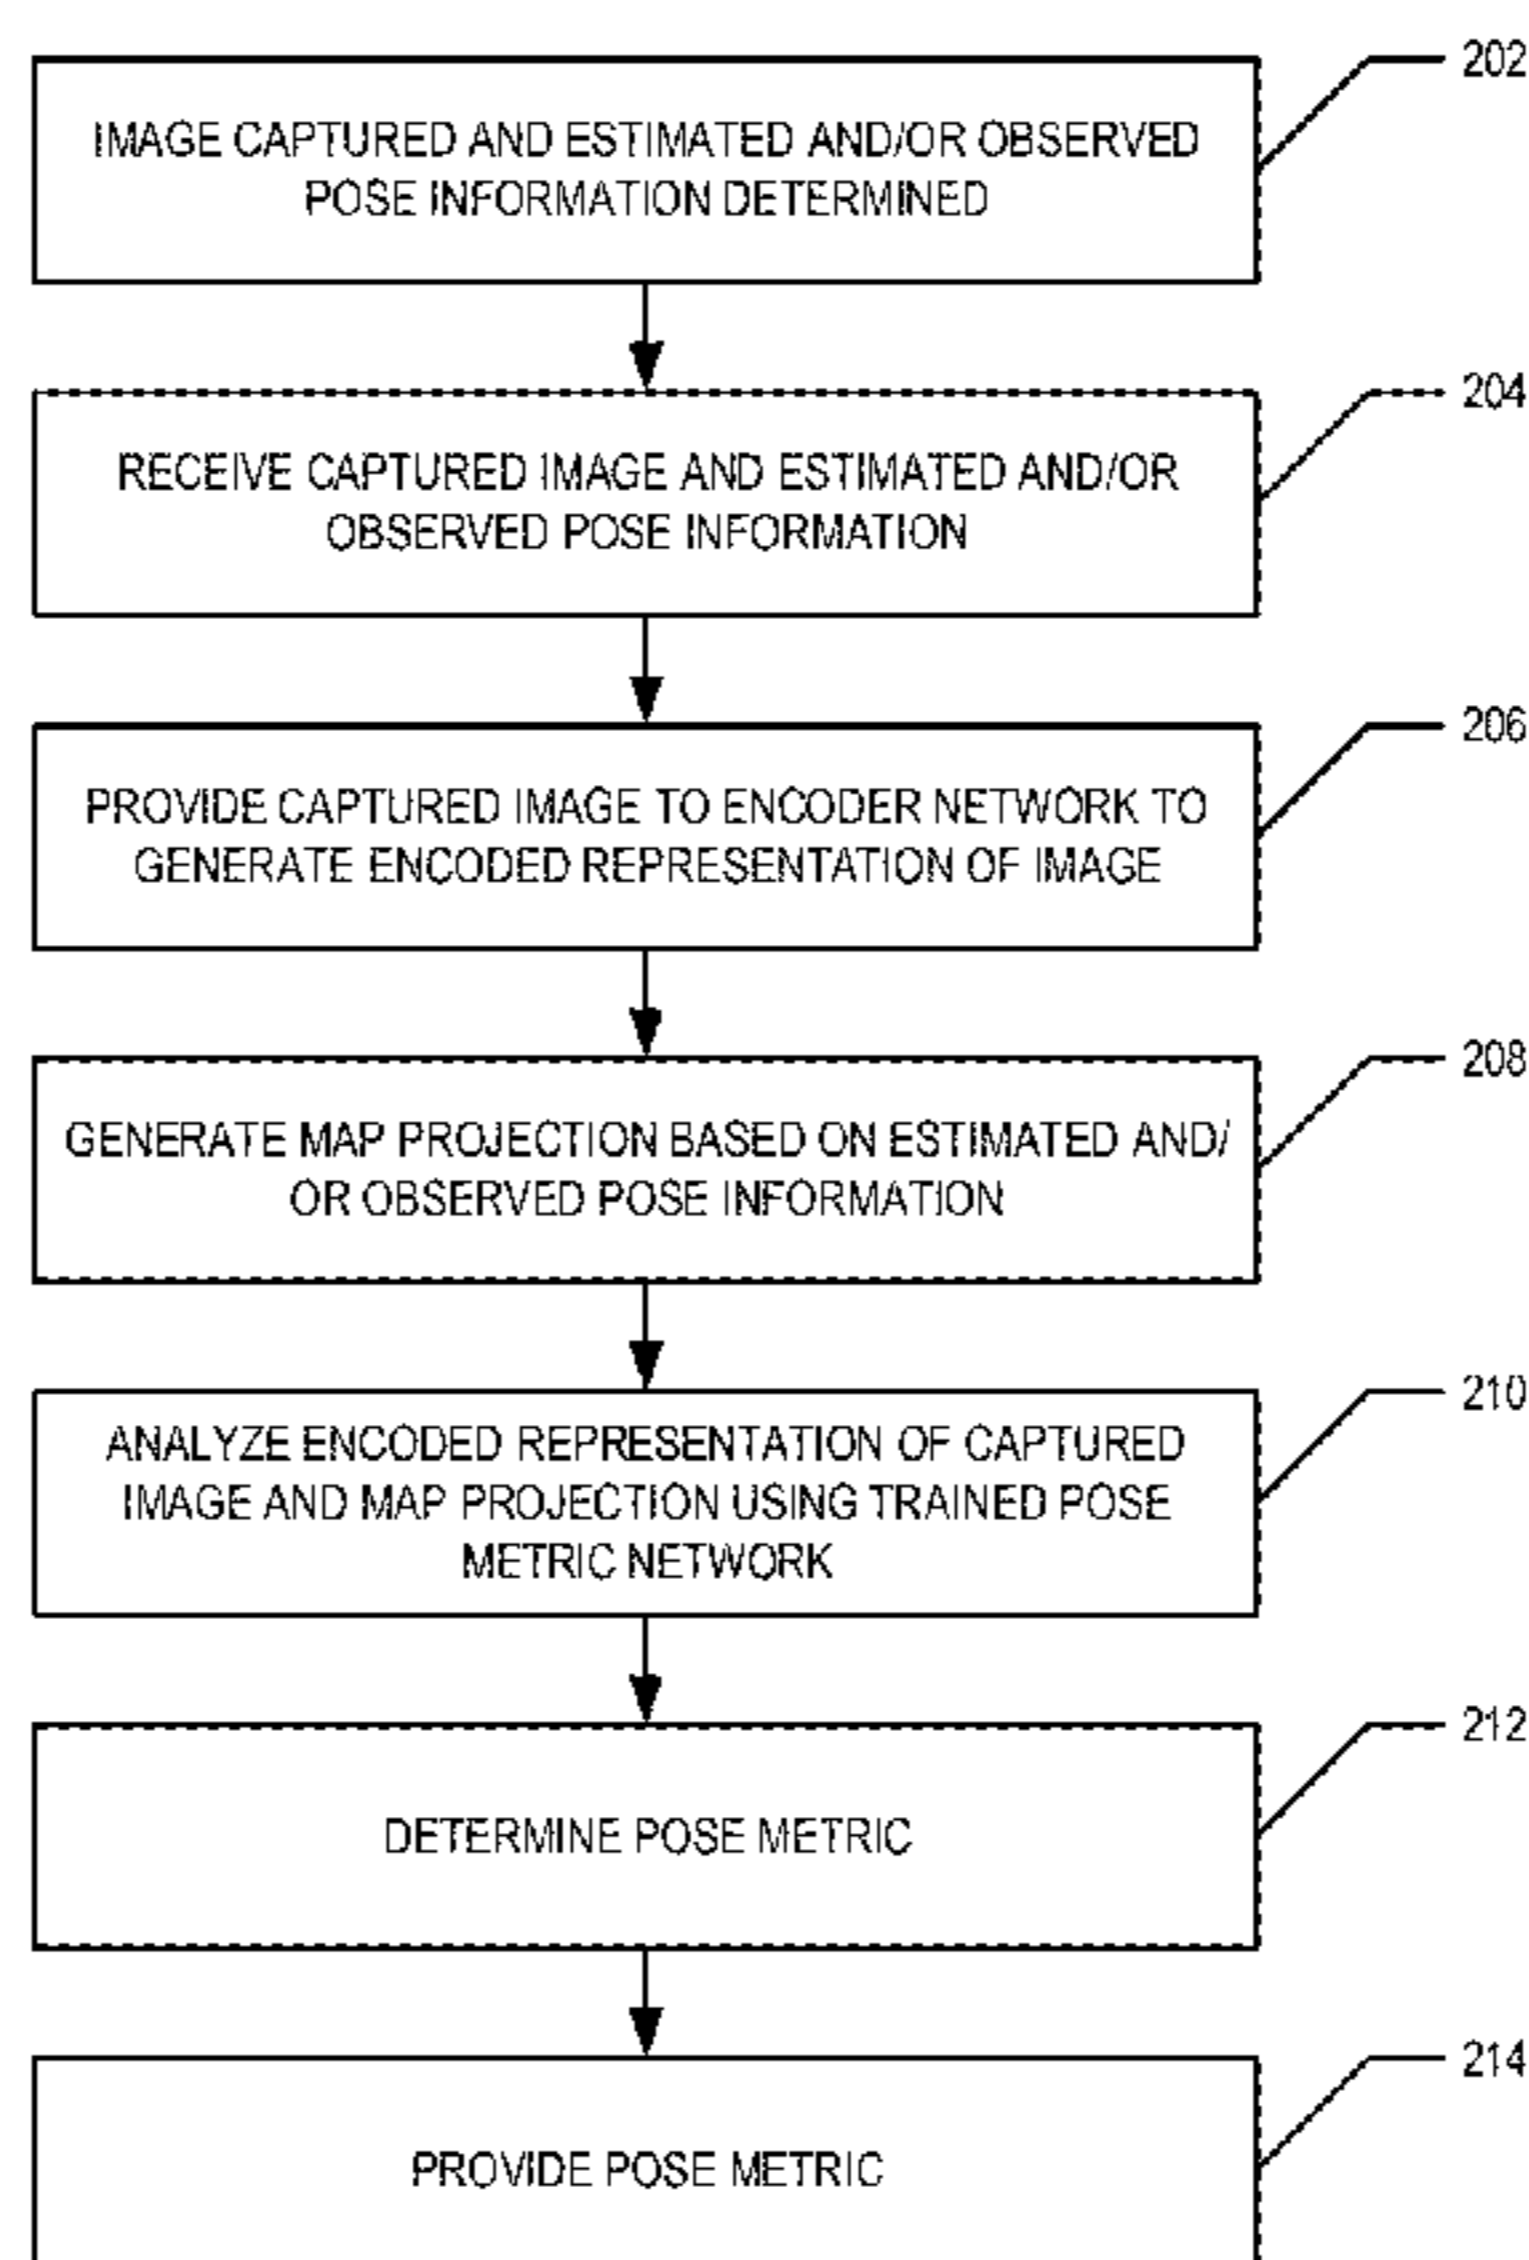 202
IMAGE CAPTURED AND ESTIMATED AND/OR OBSERVED
POSE INFORMATION DETERMINED
204
RECEIVE CAPTURED IMAGE AND ESTIMATED AND/OR
OBSERVED POSE INFORMATION
206
PROVIDE CAPTURED IMAGE TO ENCODER NETWORK TO
GENERATE ENCODED REPRESENTATION OF IMAGE
208
GENERATE MAP PROJECTION BASED ON ESTIMATED AND/
OR OBSERVED POSE INFORMATION
210
ANALYZE ENCODED REPRESENTATION OF CAPTURED
IMAGE AND MAP PROJECTION USING TRAINED POSE
METRIC NETWORK
212
DETERMINE POSE METRIC
214
PROVIDE POSE METRIC